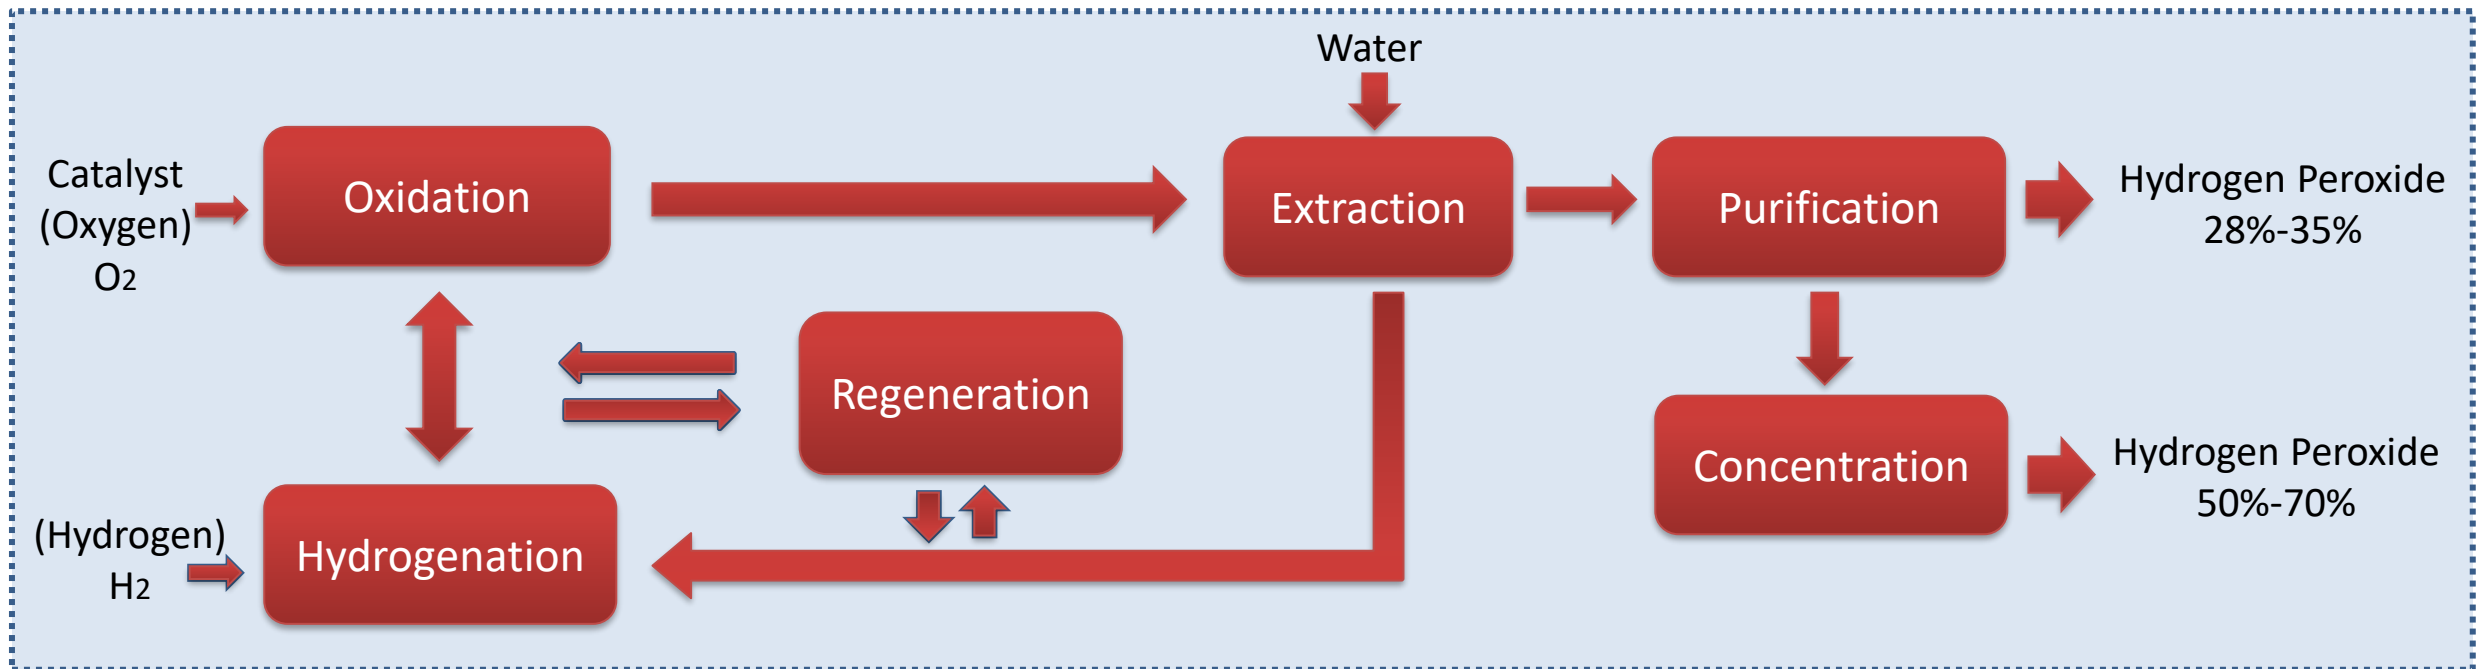 Water
Catalyst
(Oxygen)
O2
Oxidation
Extraction
Purification
Hydrogen Peroxide
28%-35%
Regeneration
Concentration
Hydrogen Peroxide
50%-70%
(Hydrogen)
H2
Hydrogenation